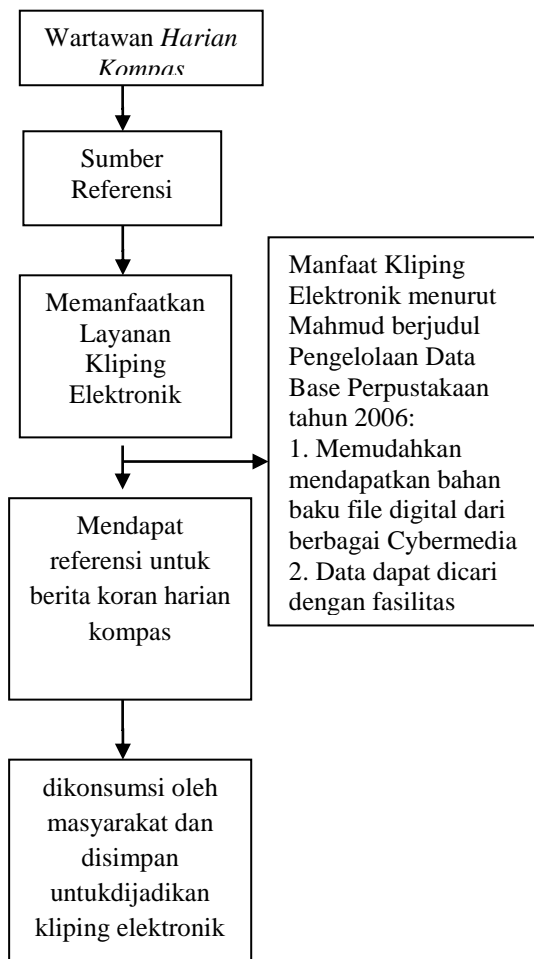 Wartawan Harian
Kompas
Sumber
Referensi
Memanfaatkan
Layanan
Kliping
Elektronik
Manfaat Kliping
Elektronik menurut
Mahmud berjudul
Pengelolaan Data
Base Perpustakaan
tahun 2006:
1. Memudahkan
mendapatkan bahan
baku file digital dari
berbagai Cybermedia
2. Data dapat dicari
dengan fasilitas
Mendapat
referensi untuk
berita koran harian
kompas
dikonsumsi oleh
masyarakat dan
disimpan
untukdijadikan
kliping elektronik